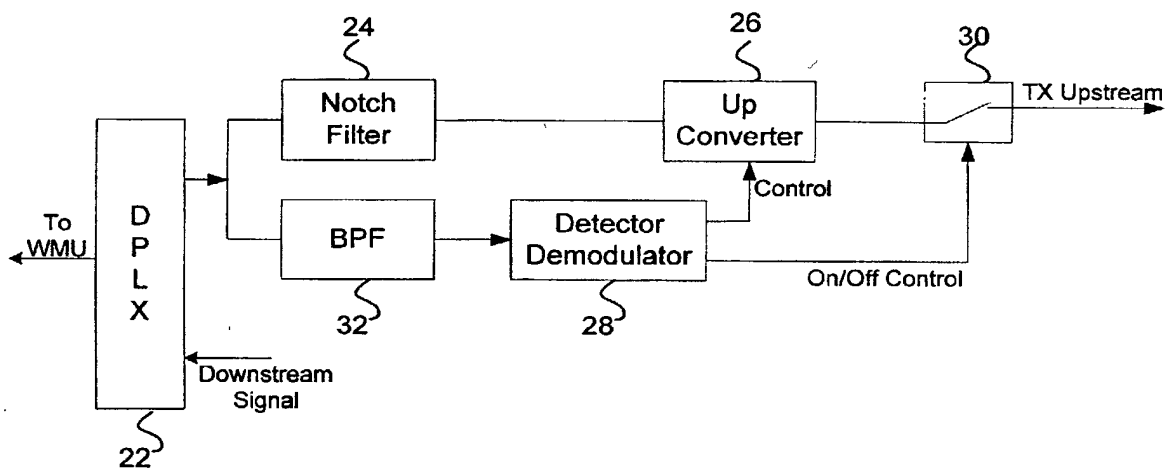 24
26
30
Notch
Filter
Up
Converter
TX Upstream
D
P
L
X
To
WMU
Control
BPF
Detector
Demodulator
On/Off Control
32
28
Downstream
Signal
22